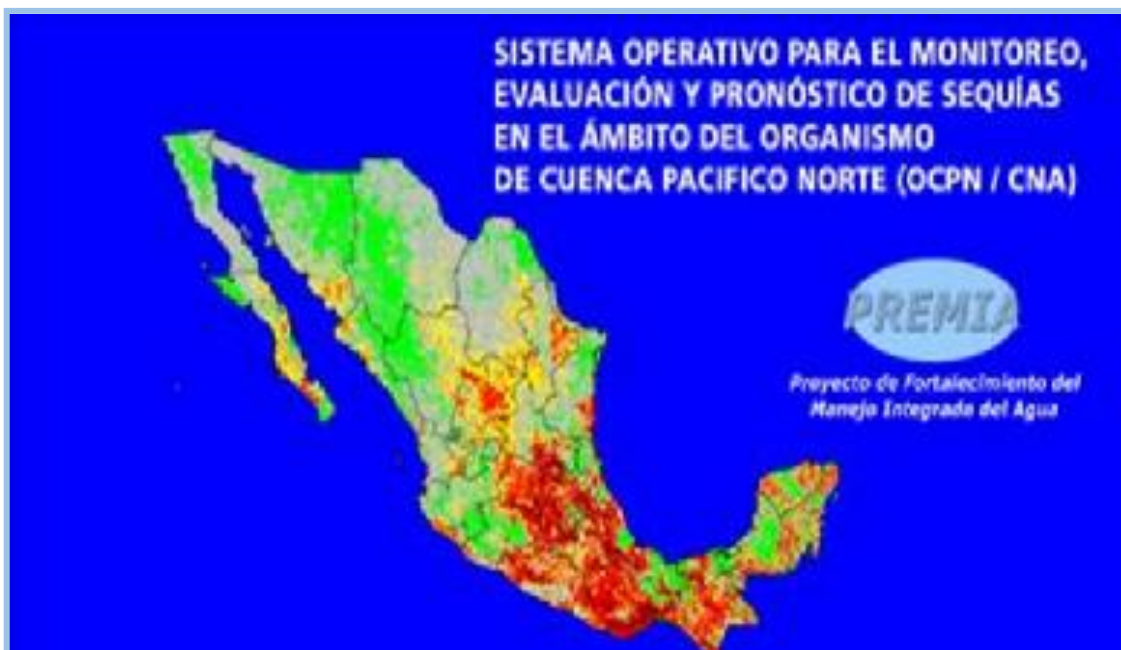 SISTEMA OPERATIVO PARA EL MONITOREO,
EVALUACIÓN Y PRONÓSTICO DE SEQUÍAS
EN EL ÁMBITO DEL ORGANISMO
DE CUENCA PACIFICO NORTE (OCPN / CNA)
PREMIA
Proyecto de Fortalecimiento del
Manejo Integrada del Agua